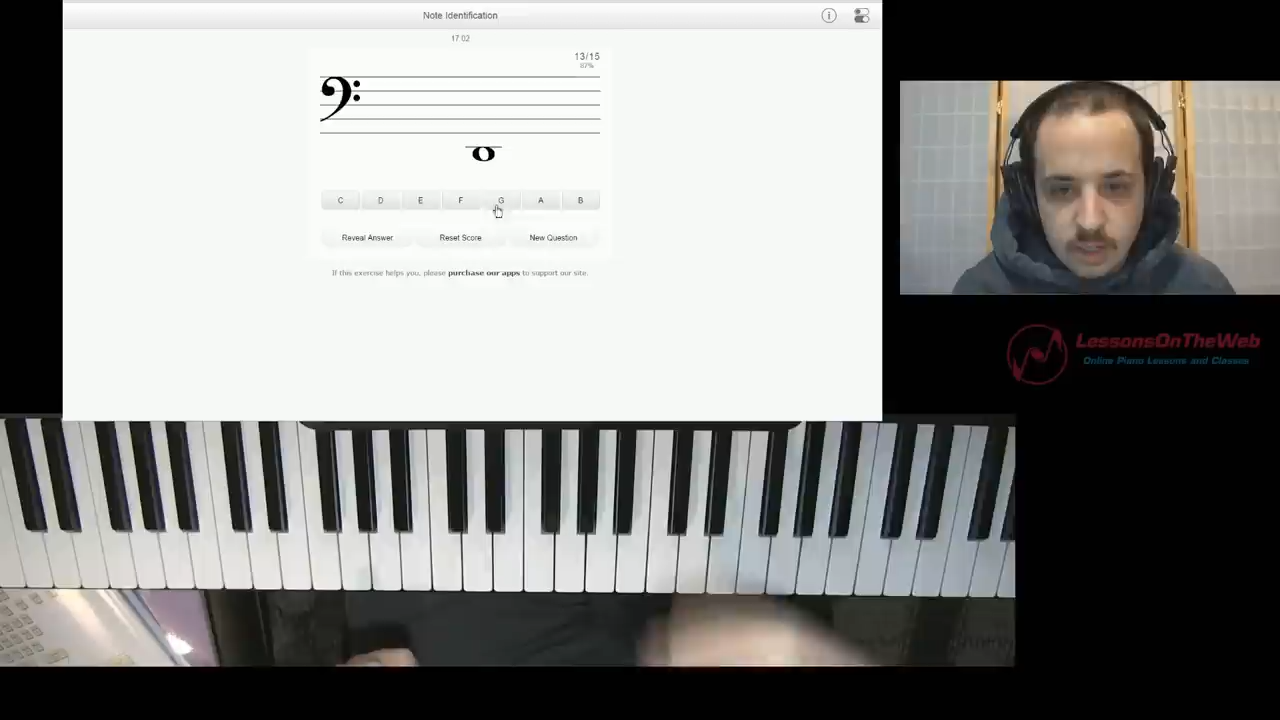 Note Identification
17:02
13/15
87%
C D E F G A B
Reveal Answer Reset Score New Question
If this exercise helps you, please purchase our apps to support our site.
LessonsOnTheWeb
Online Piano Lessons and Classes